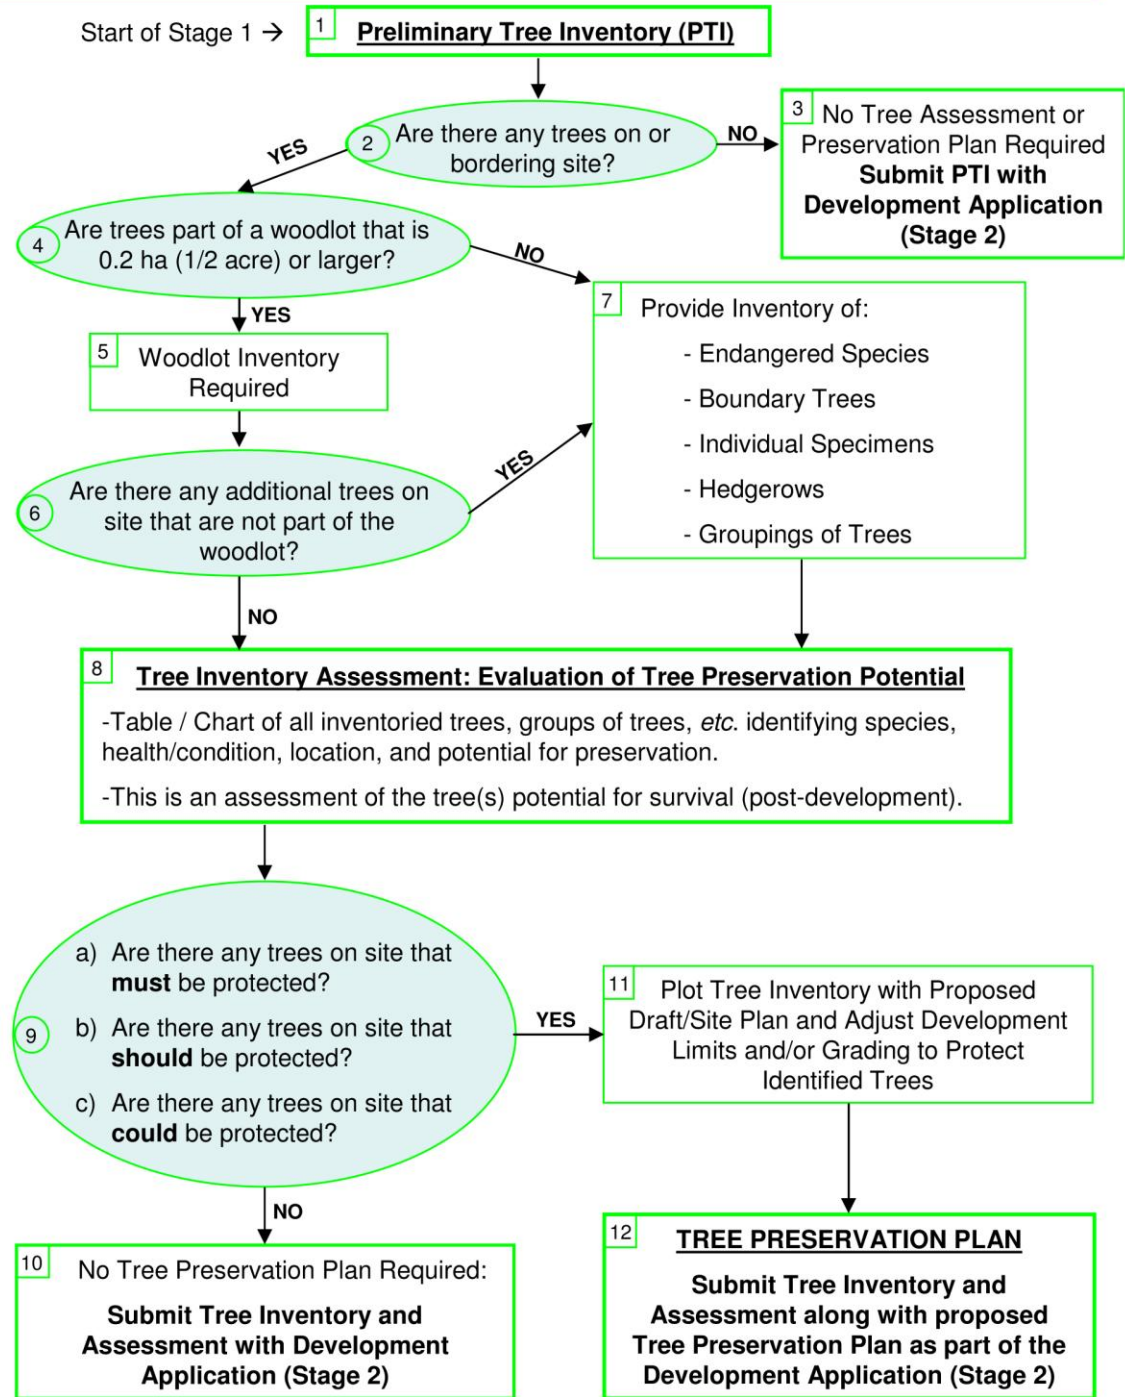 Start of Stage 1 →
1
Preliminary Tree Inventory (PTI)
2
Are there any trees on or
bordering site?
YES
NO
3
No Tree Assessment or
Preservation Plan Required
Submit PTI with
Development Application
(Stage 2)
4
Are trees part of a woodlot that is
0.2 ha (1/2 acre) or larger?
NO
YES
5
Woodlot Inventory
Required
6
Are there any additional trees on
site that are not part of the
woodlot?
YES
NO
7
Provide Inventory of:
- Endangered Species
- Boundary Trees
- Individual Specimens
- Hedgerows
- Groupings of Trees
8
Tree Inventory Assessment: Evaluation of Tree Preservation Potential
-Table / Chart of all inventoried trees, groups of trees, etc. identifying species,
health/condition, location, and potential for preservation.
-This is an assessment of the tree(s) potential for survival (post-development).
9
a) Are there any trees on site that
must be protected?
b) Are there any trees on site that
should be protected?
c) Are there any trees on site that
could be protected?
YES
NO
11
Plot Tree Inventory with Proposed
Draft/Site Plan and Adjust Development
Limits and/or Grading to Protect
Identified Trees
10
No Tree Preservation Plan Required:
Submit Tree Inventory and
Assessment with Development
Application (Stage 2)
12
TREE PRESERVATION PLAN
Submit Tree Inventory and
Assessment along with proposed
Tree Preservation Plan as part of the
Development Application (Stage 2)